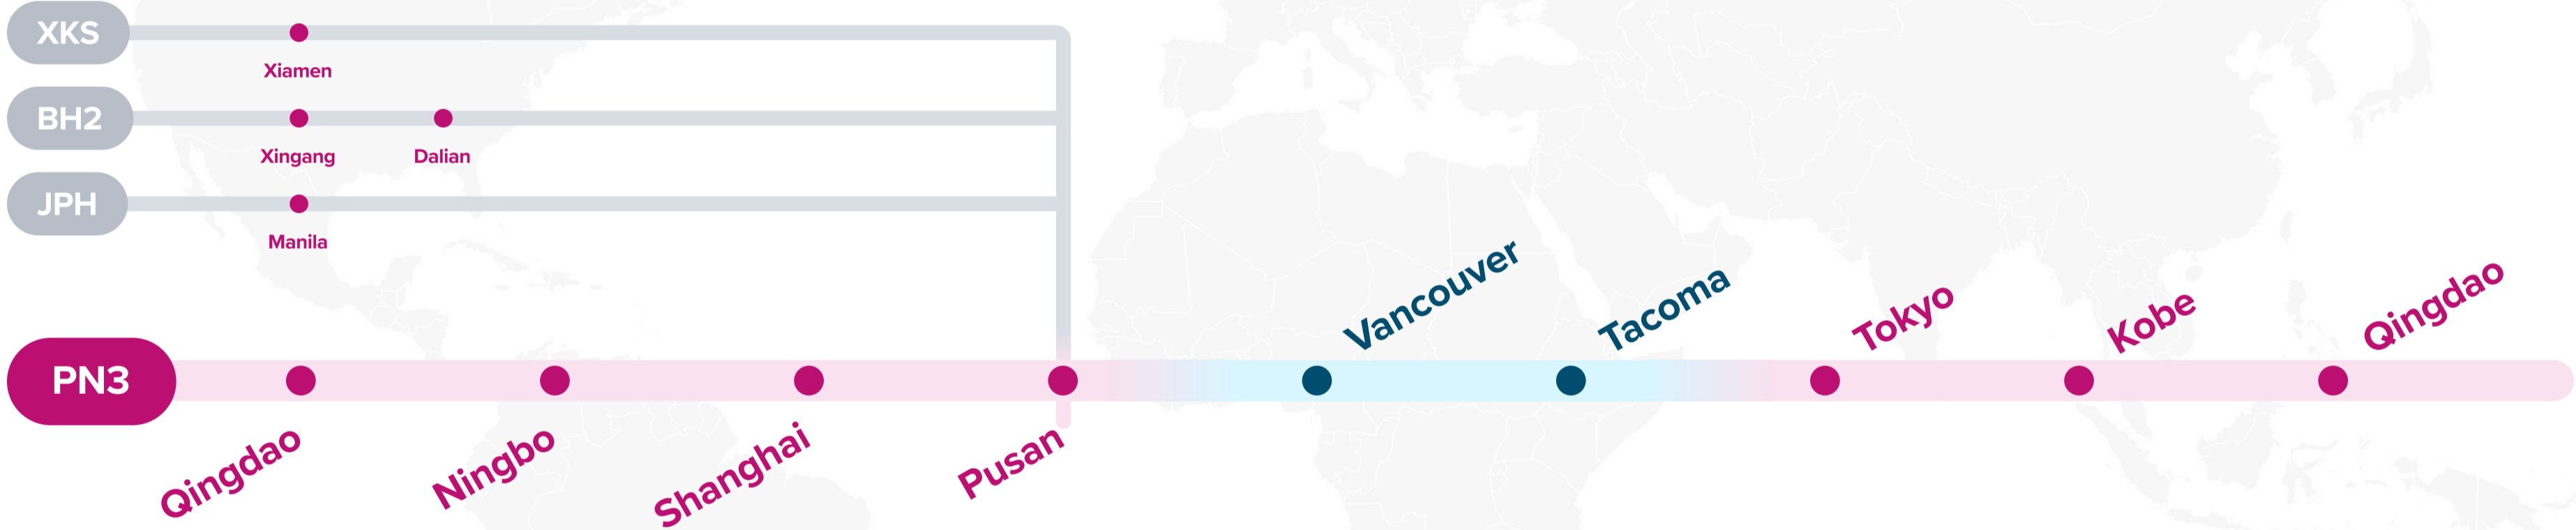 XKS
Xiamen
BH2
Xingang
Dalian
JPH
Manila
PN3
Qingdao
Ningbo
Shanghai
Pusan
Vancouver
Tacoma
Tokyo
Kobe
Qingdao